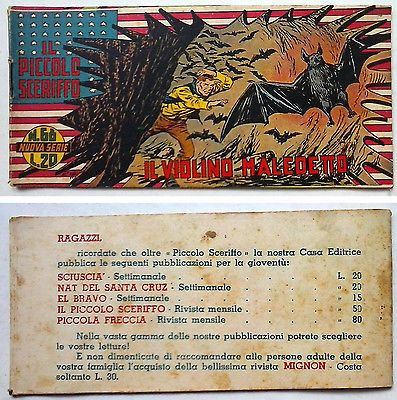 IL
PICCOLO
SCERIFFO
N.68
NUOVA SERIE
L.20
IL VIOLINO MALEDETTO
RAGAZZI,
ricordate che oltre «Piccolo Sceriffo» la nostra Casa Editrice
pubblica le seguenti pubblicazioni per la gioventù:
SCIUSCIA' - Settimanale L. 20
NAT DEL SANTA CRUZ - Settimanale » 20
EL BRAVO - Settimanale » 15
IL PICCOLO SCERIFFO - Rivista mensile » 50
PICCOLA FRECCIA - Rivista mensile » 80
Nella vasta gamma delle nostre pubblicazioni potrete scegliere
le vostre letture!
E non dimenticate di raccomandare alle persone adulte della
vostra famiglia l'acquisto della bellissima rivista MIGNON - Costa
soltanto L. 30.